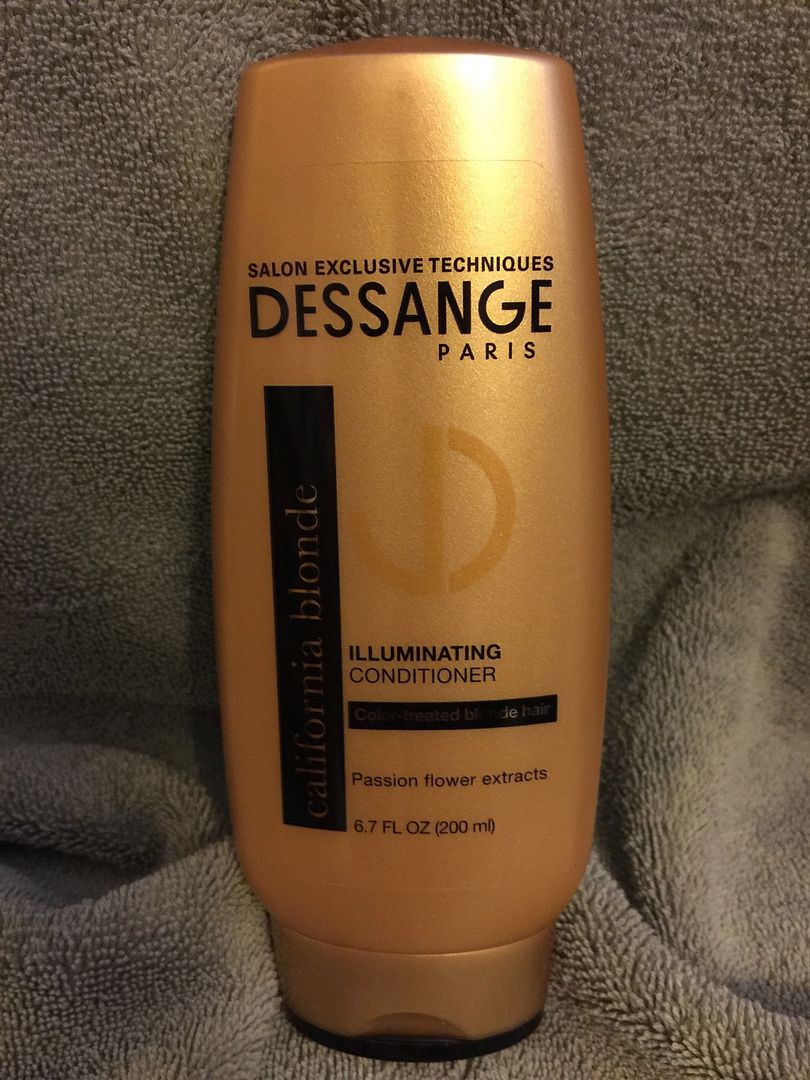 SALON EXCLUSIVE TECHNIQUES
DESSANGE
PARIS
california blonde
ILLUMINATING
CONDITIONER
Color-treated blonde hair
Passion flower extracts
6.7 FL OZ (200 ml)